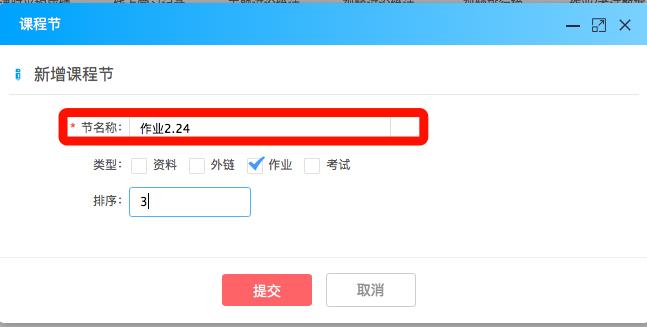 课程节
新增课程节
* 节名称: 作业2.24
类型: 资料 外链 作业 考试
排序: 3
提交 取消